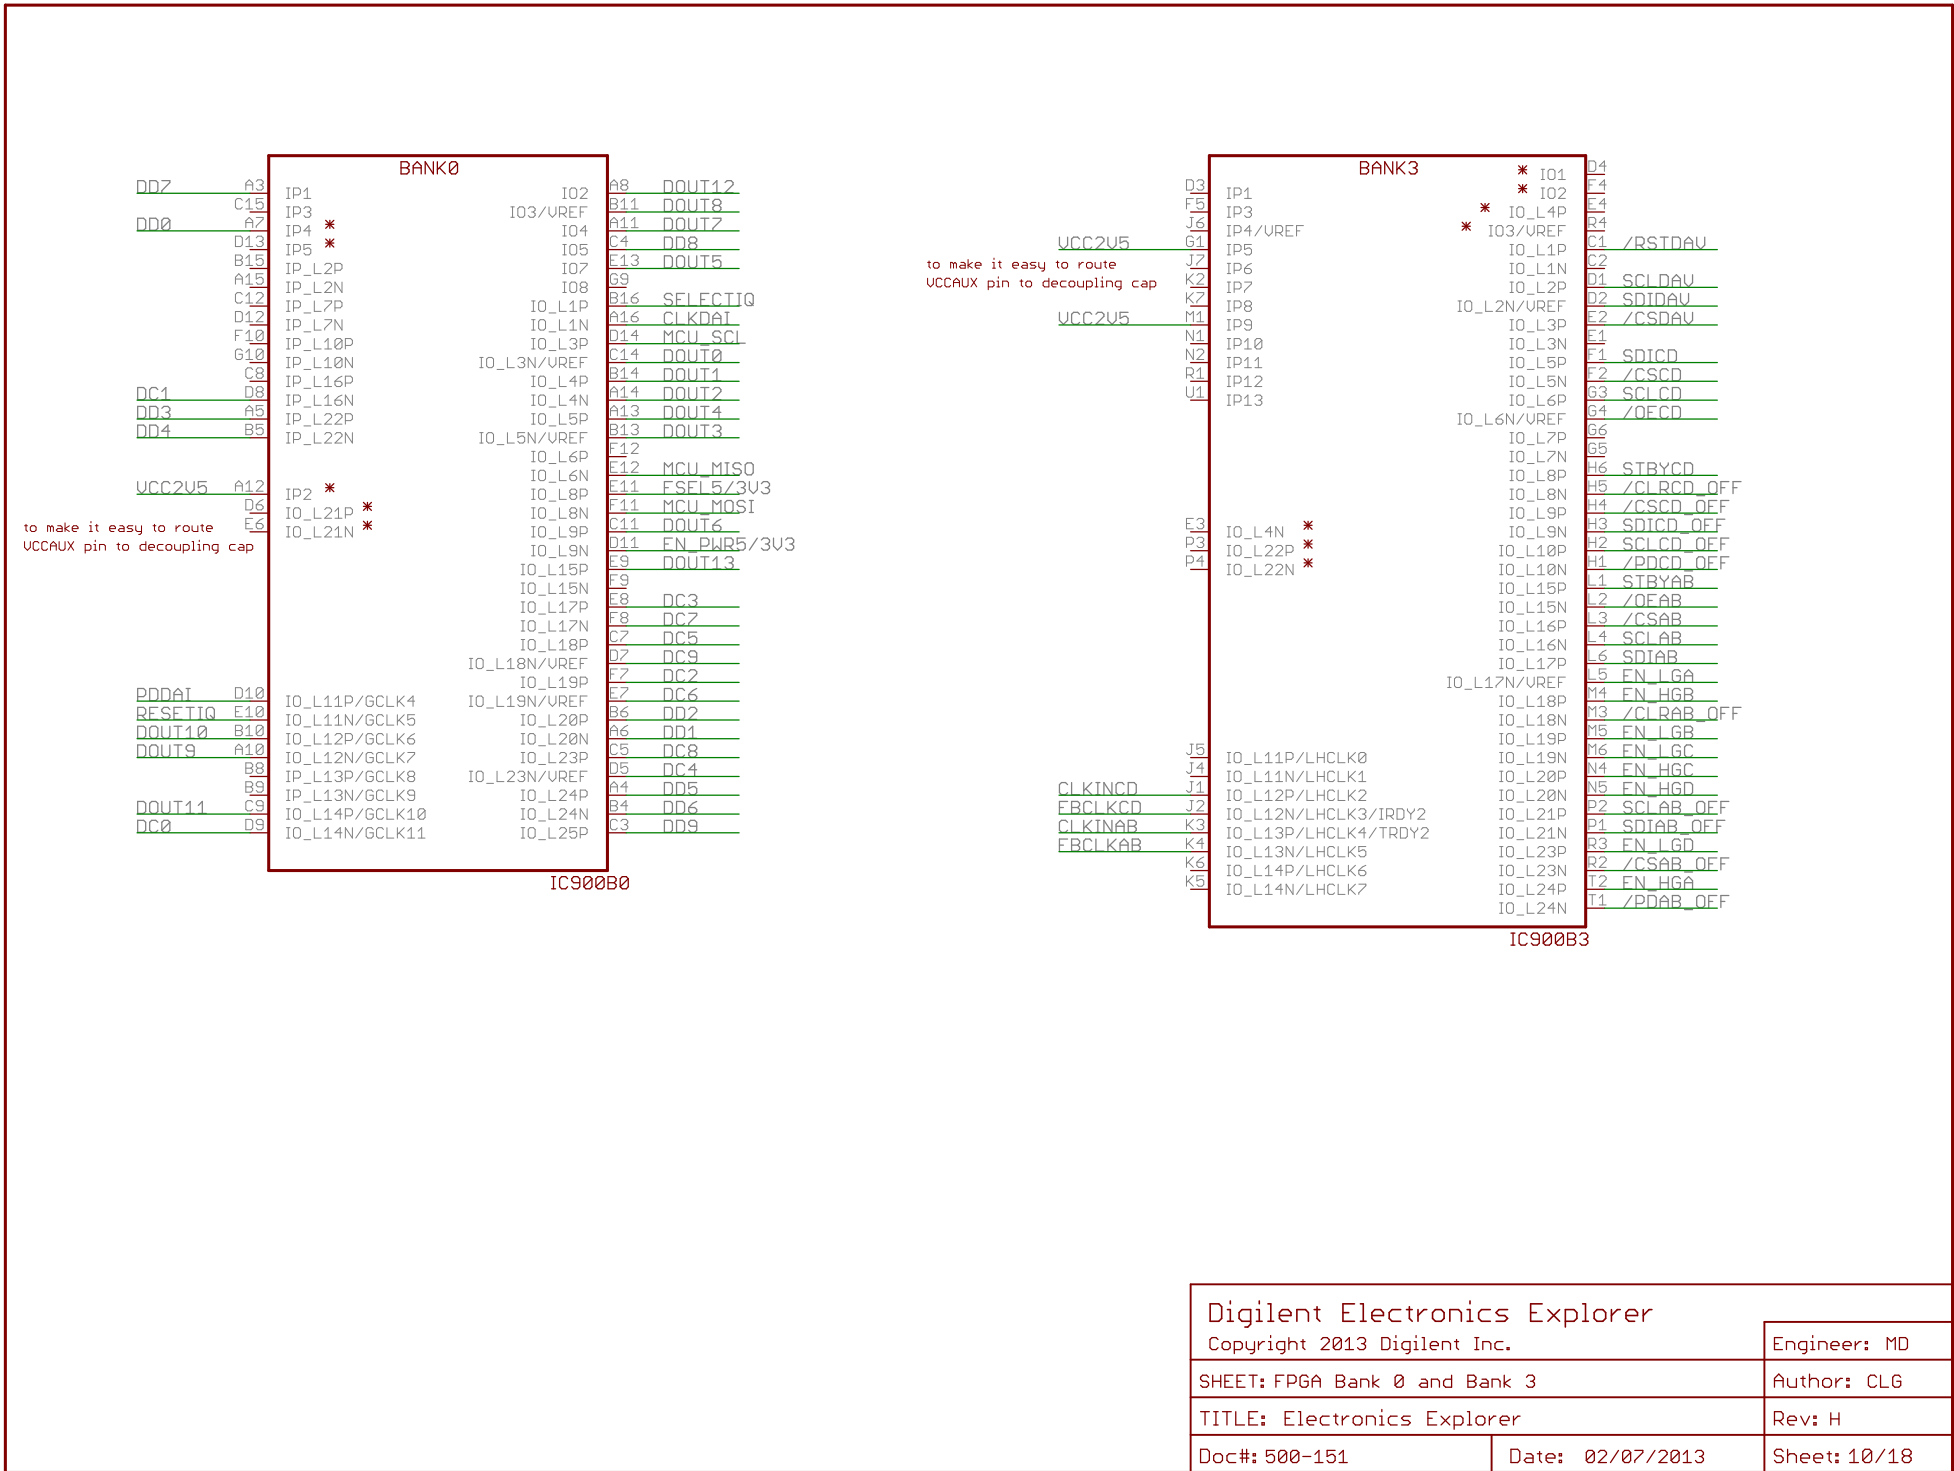 BANK0
DD7 A3 IP1 IO2 A8 DOUT12
C15 IP3 IO3/VREF B11 DOUT8
DD0 A7 IP4 * IO4 A11 DOUT7
D13 IP5 * IO5 C4 DD8
B15 IP_L2P IO7 E13 DOUT5
A15 IP_L2N IO8 G9
C12 IP_L7P IO_L1P B16 SELECTIQ
D12 IP_L7N IO_L1N A16 CLKDAI
F10 IP_L10P IO_L3P D14 MCU_SCL
G10 IP_L10N IO_L3N/VREF C14 DOUT0
C8 IP_L16P IO_L4P B14 DOUT1
DC1 D8 IP_L16N IO_L4N A14 DOUT2
DD3 A5 IP_L22P IO_L5P A13 DOUT4
DD4 B5 IP_L22N IO_L5N/VREF B13 DOUT3
IO_L6P F12
IO_L6N E12 MCU_MISO
VCC2V5 A12 IP2 * IO_L8P E11 FSEL5/3V3
D6 IO_L21P * IO_L8N F11 MCU_MOSI
E6 IO_L21N * IO_L9P C11 DOUT6
to make it easy to route
VCCAUX pin to decoupling cap
IO_L9N D11 EN_PWR5/3V3
IO_L15P E9 DOUT13
IO_L15N F9
IO_L17P E8 DC3
IO_L17N F8 DC7
IO_L18P C7 DC5
IO_L18N/VREF D7 DC9
IO_L19P F7 DC2
PDDAI D10 IO_L11P/GCLK4 IO_L19N/VREF E7 DC6
RESETIQ E10 IO_L11N/GCLK5 IO_L20P B6 DD2
DOUT10 B10 IO_L12P/GCLK6 IO_L20N A6 DD1
DOUT9 A10 IO_L12N/GCLK7 IO_L23P C5 DC8
B8 IP_L13P/GCLK8 IO_L23N/VREF D5 DC4
B9 IP_L13N/GCLK9 IO_L24P A4 DD5
DOUT11 C9 IO_L14P/GCLK10 IO_L24N B4 DD6
DC0 D9 IO_L14N/GCLK11 IO_L25P C3 DD9
IC900B0
BANK3
* IO1 D4
D3 IP1 * IO2 F4
F5 IP3 * IO_L4P E4
J6 IP4/VREF * IO3/VREF R4
VCC2V5 G1 IP5 IO_L1P C1 /RSTDAV
to make it easy to route
VCCAUX pin to decoupling cap
J7 IP6 IO_L1N C2
K2 IP7 IO_L2P D1 SCLDAV
K7 IP8 IO_L2N/VREF D2 SDIDAV
VCC2V5 M1 IP9 IO_L3P E2 /CSDAV
N1 IP10 IO_L3N E1
N2 IP11 IO_L5P F1 SDICD
R1 IP12 IO_L5N F2 /CSCD
U1 IP13 IO_L6P G3 SCLCD
IO_L6N/VREF G4 /OECD
IO_L7P G6
IO_L7N G5
IO_L8P H6 STBYCD
IO_L8N H5 /CLRCD_OFF
IO_L9P H4 /CSCD_OFF
E3 IO_L4N * IO_L9N H3 SDICD_OFF
P3 IO_L22P * IO_L10P H2 SCLCD_OFF
P4 IO_L22N * IO_L10N H1 /PDCD_OFF
IO_L15P L1 STBYAB
IO_L15N L2 /OEAB
IO_L16P L3 /CSAB
IO_L16N L4 SCLAB
IO_L17P L6 SDIAB
IO_L17N/VREF L5 EN_LGA
IO_L18P M4 EN_HGB
IO_L18N M3 /CLRAB_OFF
IO_L19P M5 EN_LGB
J5 IO_L11P/LHCLK0 IO_L19N M6 EN_LGC
J4 IO_L11N/LHCLK1 IO_L20P N4 EN_HGC
CLKINCD J1 IO_L12P/LHCLK2 IO_L20N N5 EN_HGD
FBCLKCD J2 IO_L12N/LHCLK3/IRDY2 IO_L21P P2 SCLAB_OFF
CLKINAB K3 IO_L13P/LHCLK4/TRDY2 IO_L21N P1 SDIAB_OFF
FBCLKAB K4 IO_L13N/LHCLK5 IO_L23P R3 EN_LGD
K6 IO_L14P/LHCLK6 IO_L23N R2 /CSAB_OFF
K5 IO_L14N/LHCLK7 IO_L24P T2 EN_HGA
IO_L24N T1 /PDAB_OFF
IC900B3
Digilent Electronics Explorer
Copyright 2013 Digilent Inc. Engineer: MD
SHEET: FPGA Bank 0 and Bank 3 Author: CLG
TITLE: Electronics Explorer Rev: H
Doc#: 500-151 Date: 02/07/2013 Sheet: 10/18